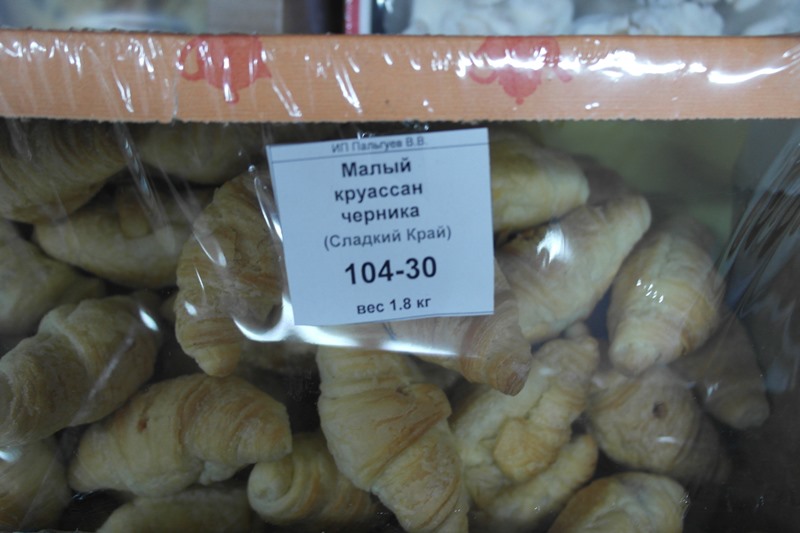 ИП Пальгуев В.В.
Малый
круассан
черника
(Сладкий Край)
104-30
вес 1.8 кг